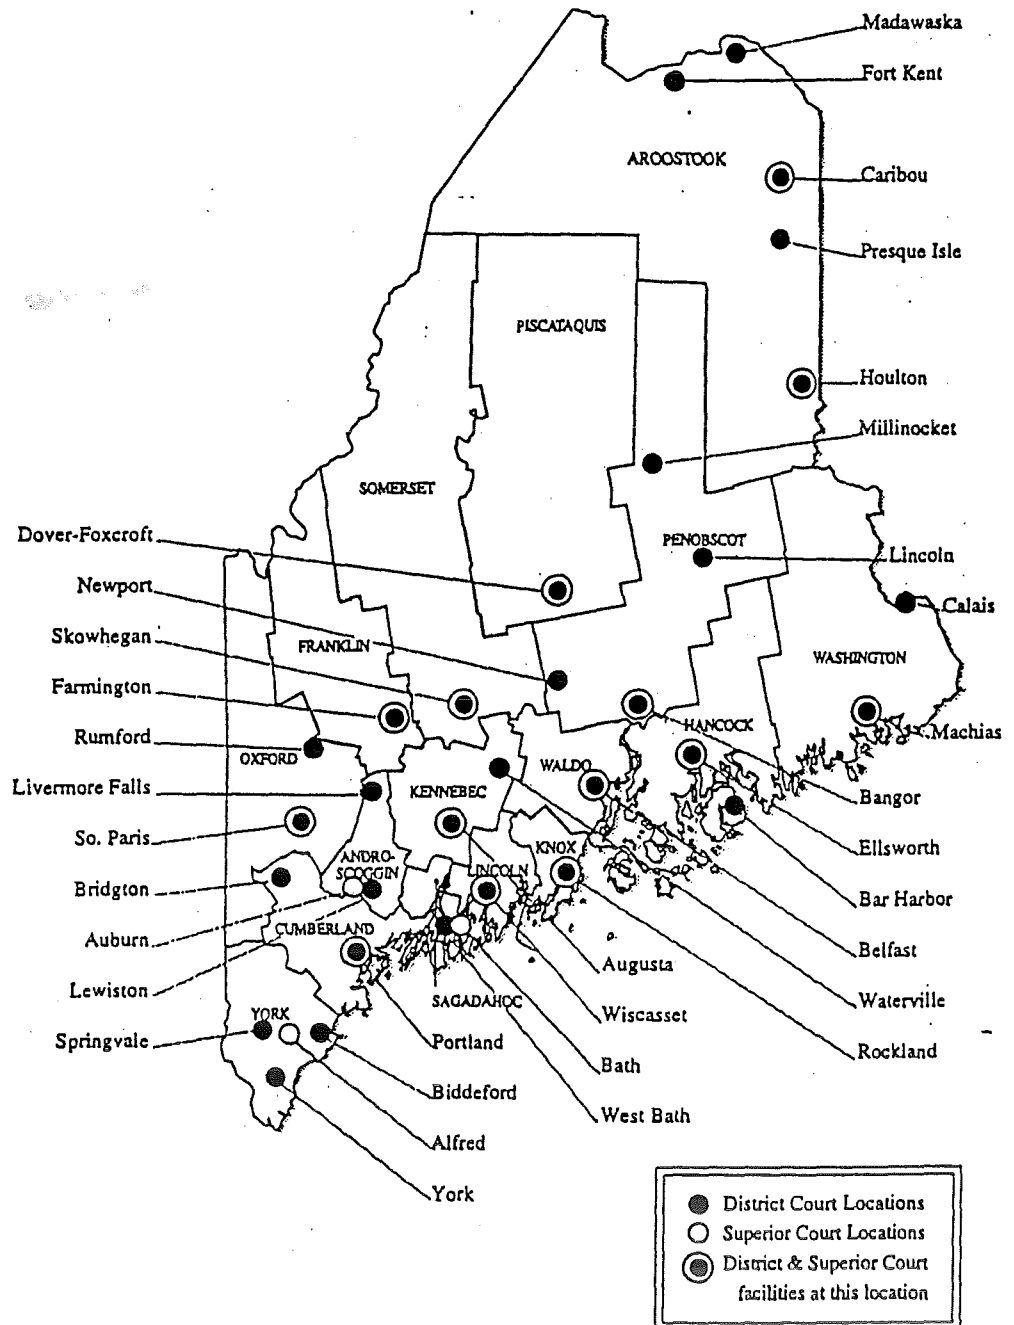 Madawaska
Fort Kent
AROOSTOOK
Caribou
Presque Isle
PISCATAQUIS
Houlton
Millinocket
SOMERSET
Dover-Foxcroft
PENOBSCOT
Lincoln
Newport
Calais
Skowhegan
FRANKLIN
WASHINGTON
Farmington
HANCOCK
Machias
Rumford
OXFORD
WALDO
Livermore Falls
KENNEBEC
Bangor
So. Paris
KNOX
Ellsworth
ANDRO-
SCOGGIN
LINCOLN
Bridgton
Bar Harbor
Auburn
CUMBERLAND
Belfast
Augusta
Lewiston
SAGADAHOC
Waterville
YORK
Wiscasset
Springvale
Portland
Rockland
Bath
Biddeford
West Bath
Alfred
York
District Court Locations
Superior Court Locations
District & Superior Court
facilities at this location